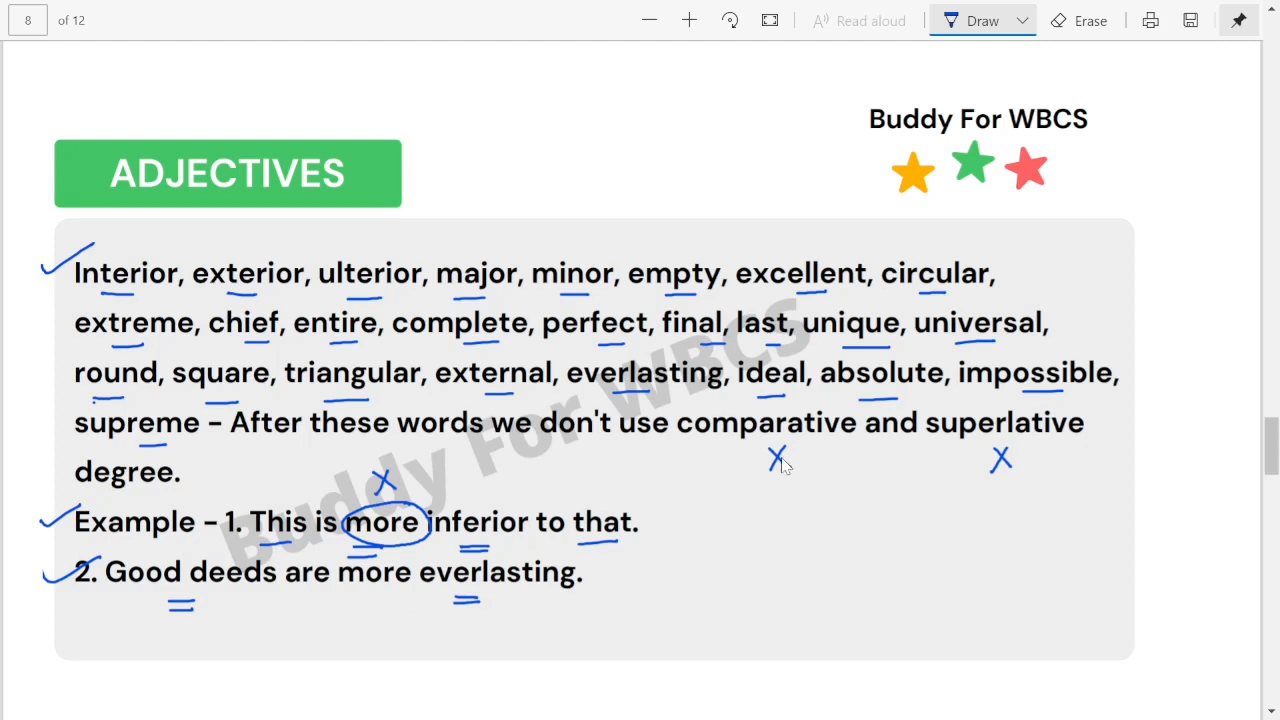 8 of 12 Read aloud Draw Erase
Buddy For WBCS
ADJECTIVES
Interior, exterior, ulterior, major, minor, empty, excellent, circular,
extreme, chief, entire, complete, perfect, final, last, unique, universal,
round, square, triangular, external, everlasting, ideal, absolute, impossible,
supreme - After these words we don't use comparative and superlative
degree.
Example - 1. This is more inferior to that.
2. Good deeds are more everlasting.
Buddy For WBCS